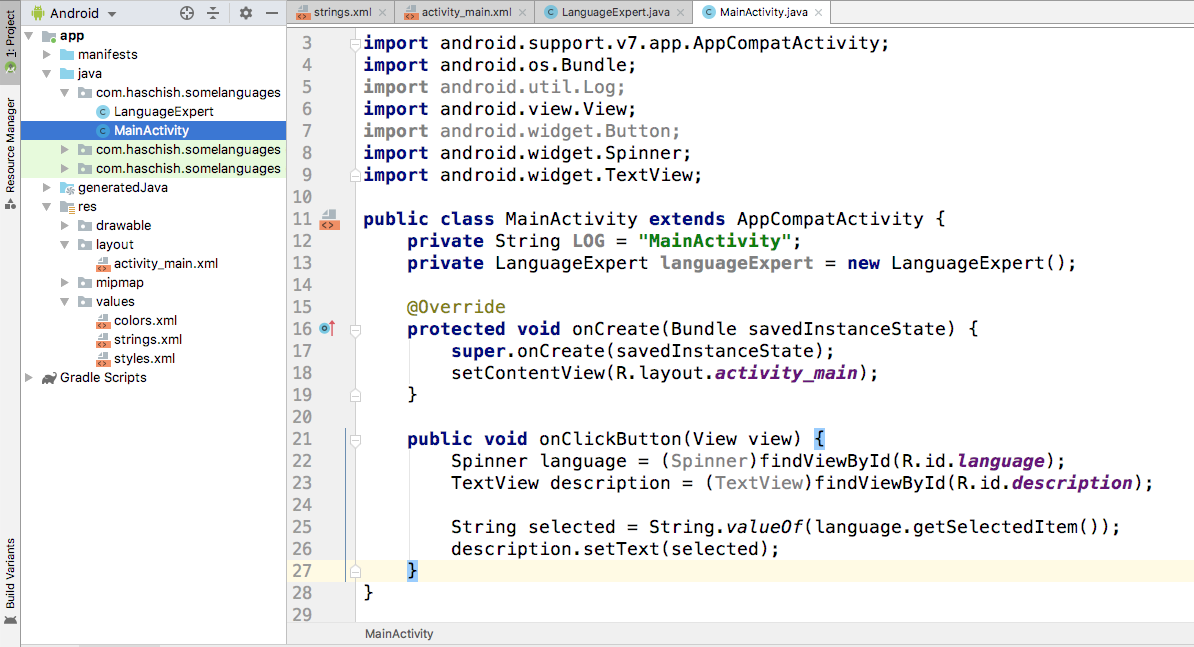 Android
strings.xml
activity_main.xml
LanguageExpert.java
MainActivity.java
1: Project
Resource Manager
Build Variants
app
manifests
java
com.haschish.somelanguages
LanguageExpert
MainActivity
com.haschish.somelanguages
com.haschish.somelanguages
generatedJava
res
drawable
layout
activity_main.xml
mipmap
values
colors.xml
strings.xml
styles.xml
Gradle Scripts
3 import android.support.v7.app.AppCompatActivity;
4 import android.os.Bundle;
5 import android.util.Log;
6 import android.view.View;
7 import android.widget.Button;
8 import android.widget.Spinner;
9 import android.widget.TextView;
10
11 public class MainActivity extends AppCompatActivity {
12 private String LOG = "MainActivity";
13 private LanguageExpert languageExpert = new LanguageExpert();
14
15 @Override
16 protected void onCreate(Bundle savedInstanceState) {
17 super.onCreate(savedInstanceState);
18 setContentView(R.layout.activity_main);
19 }
20
21 public void onClickButton(View view) {
22 Spinner language = (Spinner)findViewById(R.id.language);
23 TextView description = (TextView)findViewById(R.id.description);
24
25 String selected = String.valueOf(language.getSelectedItem());
26 description.setText(selected);
27 }
28 }
29
MainActivity